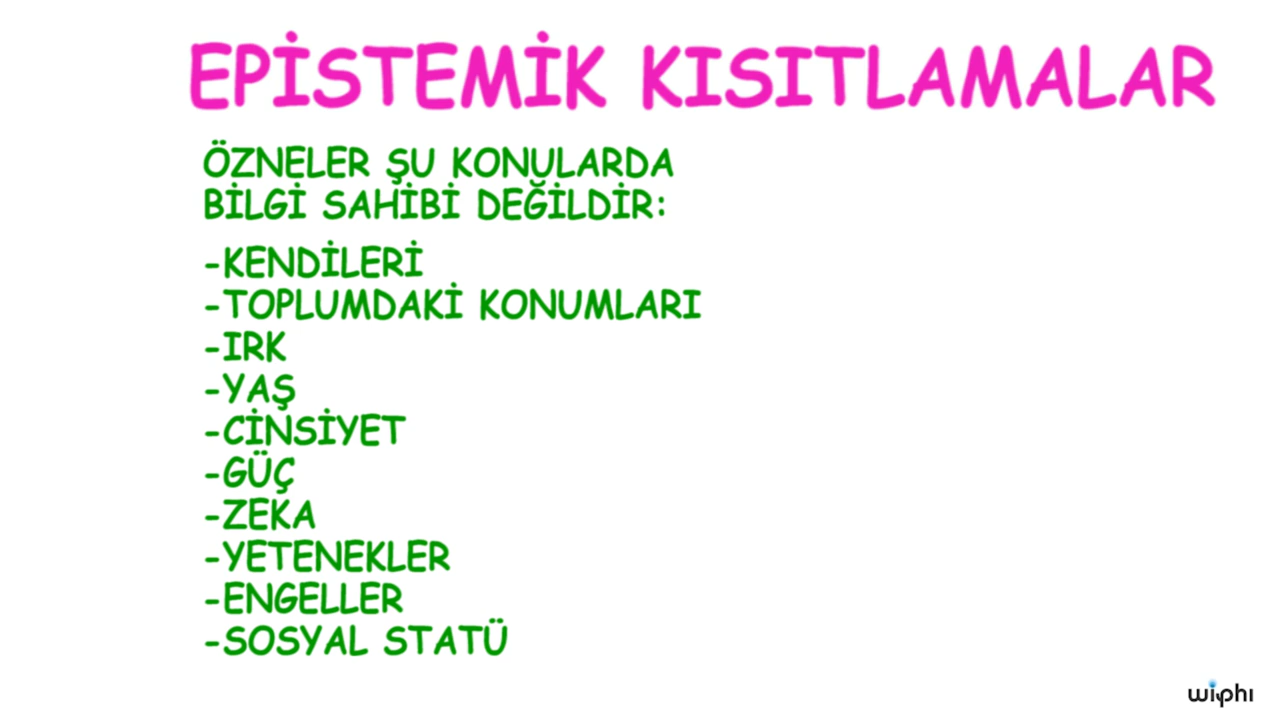 EPİSTEMİK KISITLAMALAR
ÖZNELER ŞU KONULARDA
BİLGİ SAHİBİ DEĞİLDİR:
-KENDİLERİ
-TOPLUMDAKİ KONUMLARI
-IRK
-YAŞ
-CİNSİYET
-GÜÇ
-ZEKA
-YETENEKLER
-ENGELLER
-SOSYAL STATÜ
wiphi